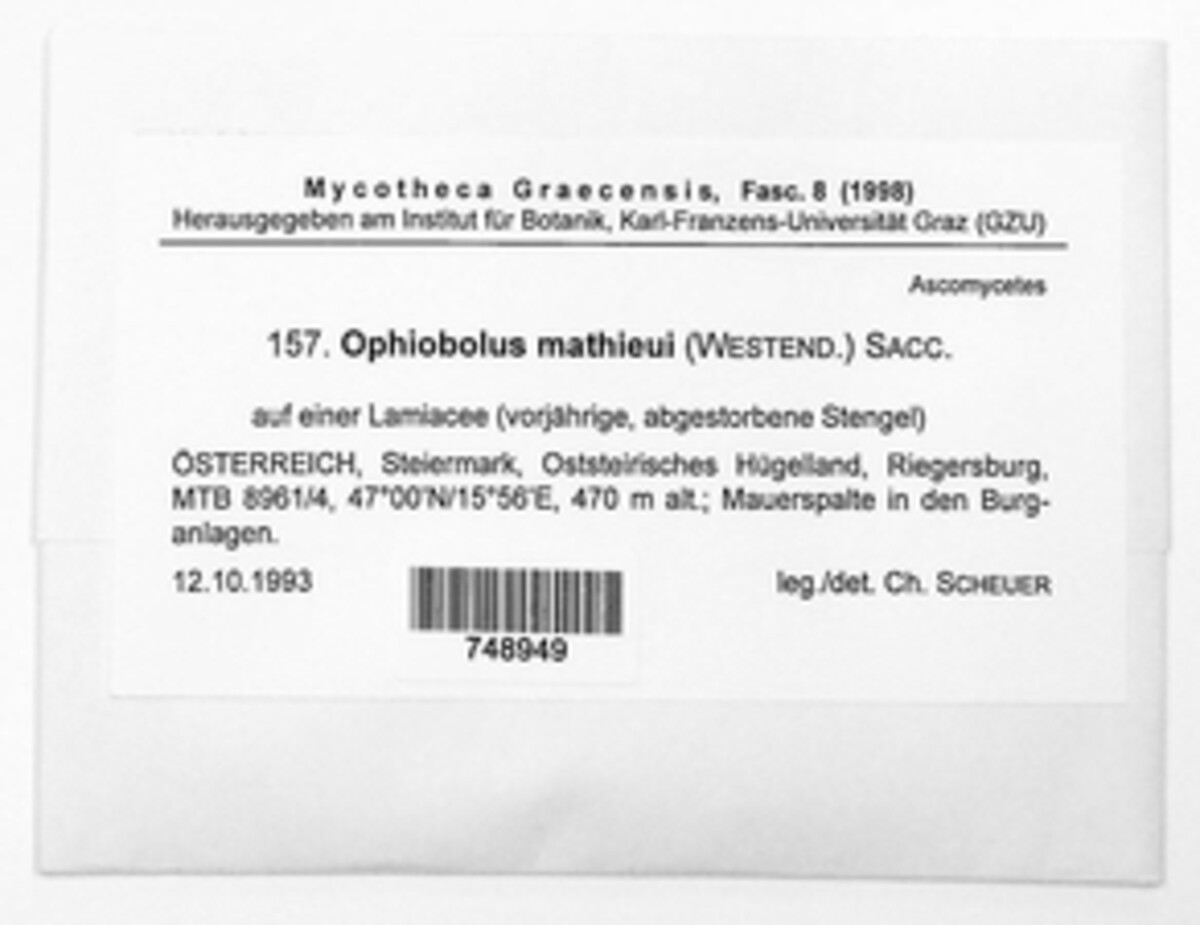 Mycotheca Graecensis, Fasc. 8 (1998)
Herausgegeben am Institut für Botanik, Karl-Franzens-Universität Graz (GZU)
Ascomycetes
157. Ophiobolus mathieui (WESTEND.) SACC.
auf einer Lamiacee (vorjährige, abgestorbene Stengel)
ÖSTERREICH, Steiermark, Oststeirisches Hügelland, Riegersburg,
MTB 8961/4, 47°00'N/15°56'E, 470 m alt.; Mauerspalte in den Burg-
anlagen.
12.10.1993 leg./det. Ch. SCHEUER
748949